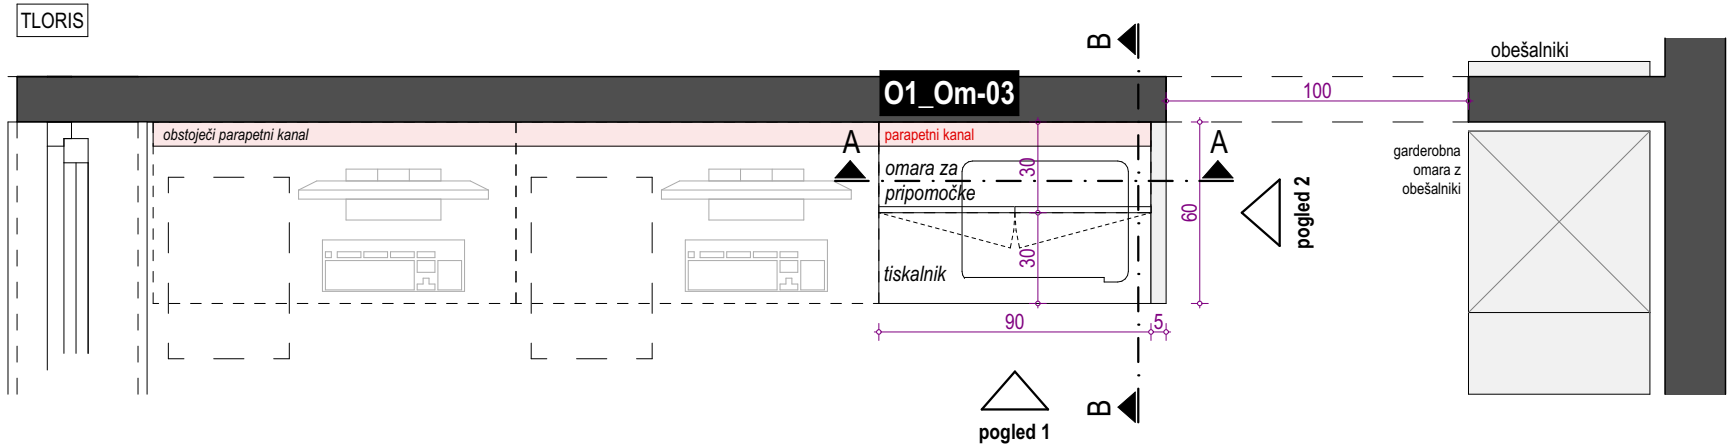 TLORIS
B
obešalniki
O1_Om-03
100
obstoječi parapetni kanal
parapetni kanal
A
A
omara za
pripomočke
30
garderobna
omara z
obešalniki
60
pogled 2
30
tiskalnik
90
5
B
pogled 1